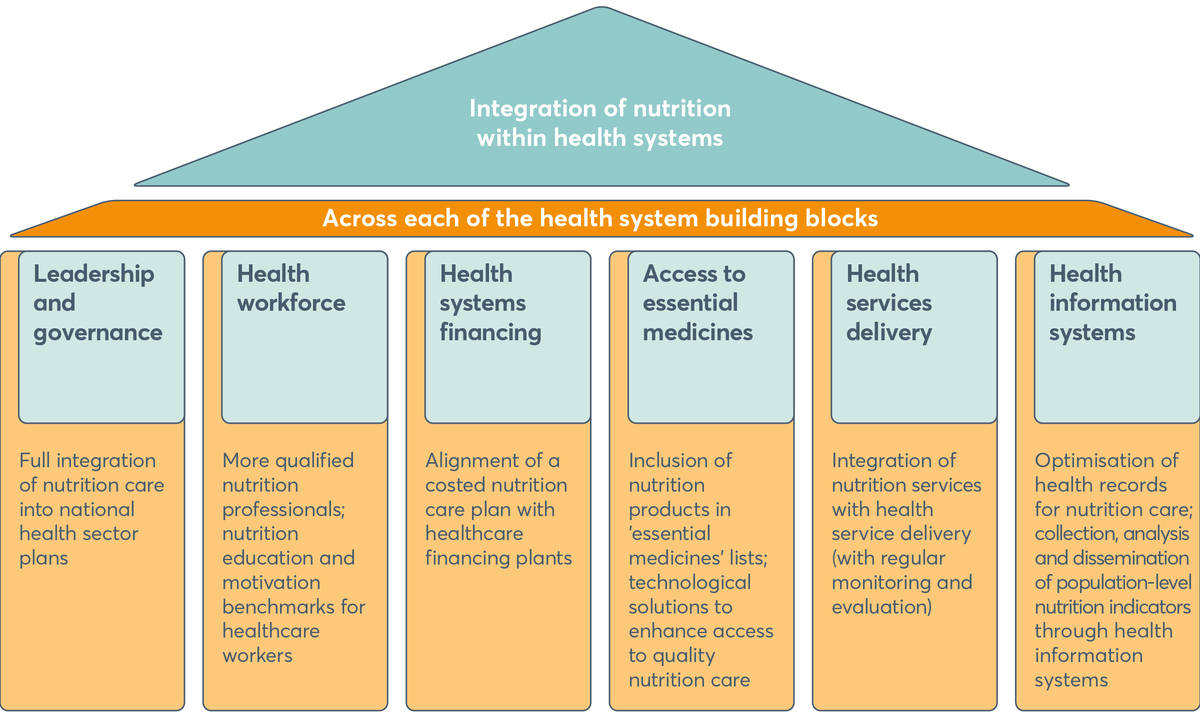 Integration of nutrition
within health systems
Across each of the health system building blocks
Leadership
and
governance
Full integration
of nutrition care
into national
health sector
plans
Health
workforce
More qualified
nutrition
professionals;
nutrition
education and
motivation
benchmarks for
healthcare
workers
Health
systems
financing
Alignment of a
costed nutrition
care plan with
healthcare
financing plants
Access to
essential
medicines
Inclusion of
nutrition
products in
'essential
medicines' lists;
technological
solutions to
enhance access
to quality
nutrition care
Health
services
delivery
Integration of
nutrition services
with health
service delivery
(with regular
monitoring and
evaluation)
Health
information
systems
Optimisation of
health records
for nutrition care;
collection, analysis
and dissemination
of population-level
nutrition indicators
through health
information
systems